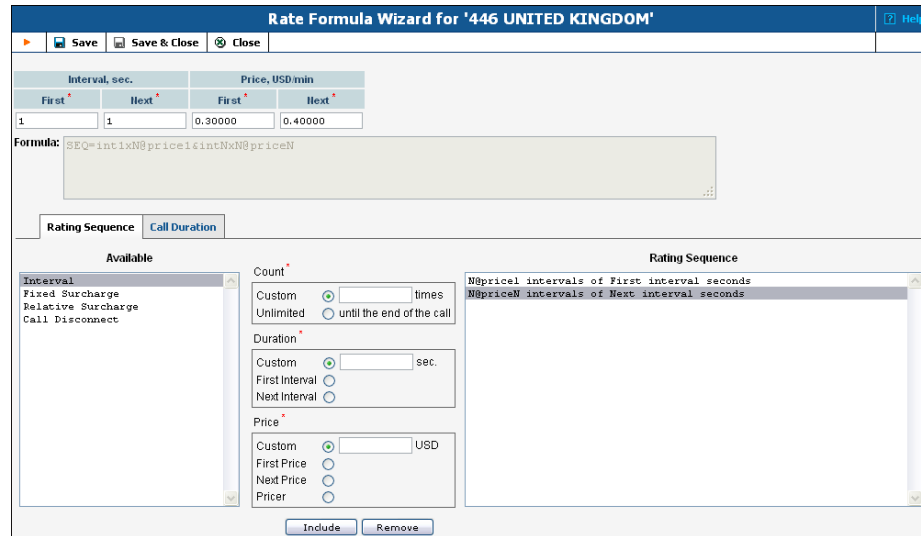 Rate Formula Wizard for '446 UNITED KINGDOM'
? Help
Save
Save & Close
Close
Interval, sec.
Price, USD/min
First *
Next *
First *
Next *
1
1
0.30000
0.40000
Formula:
SEQ=int1xN@price1&intNxN@priceN
Rating Sequence
Call Duration
Available
Interval
Fixed Surcharge
Relative Surcharge
Call Disconnect
Count *
Custom times
Unlimited until the end of the call
Duration *
Custom sec.
First Interval
Next Interval
Price *
Custom USD
First Price
Next Price
Pricer
Include
Remove
Rating Sequence
N@price1 intervals of First interval seconds
N@priceN intervals of Next interval seconds